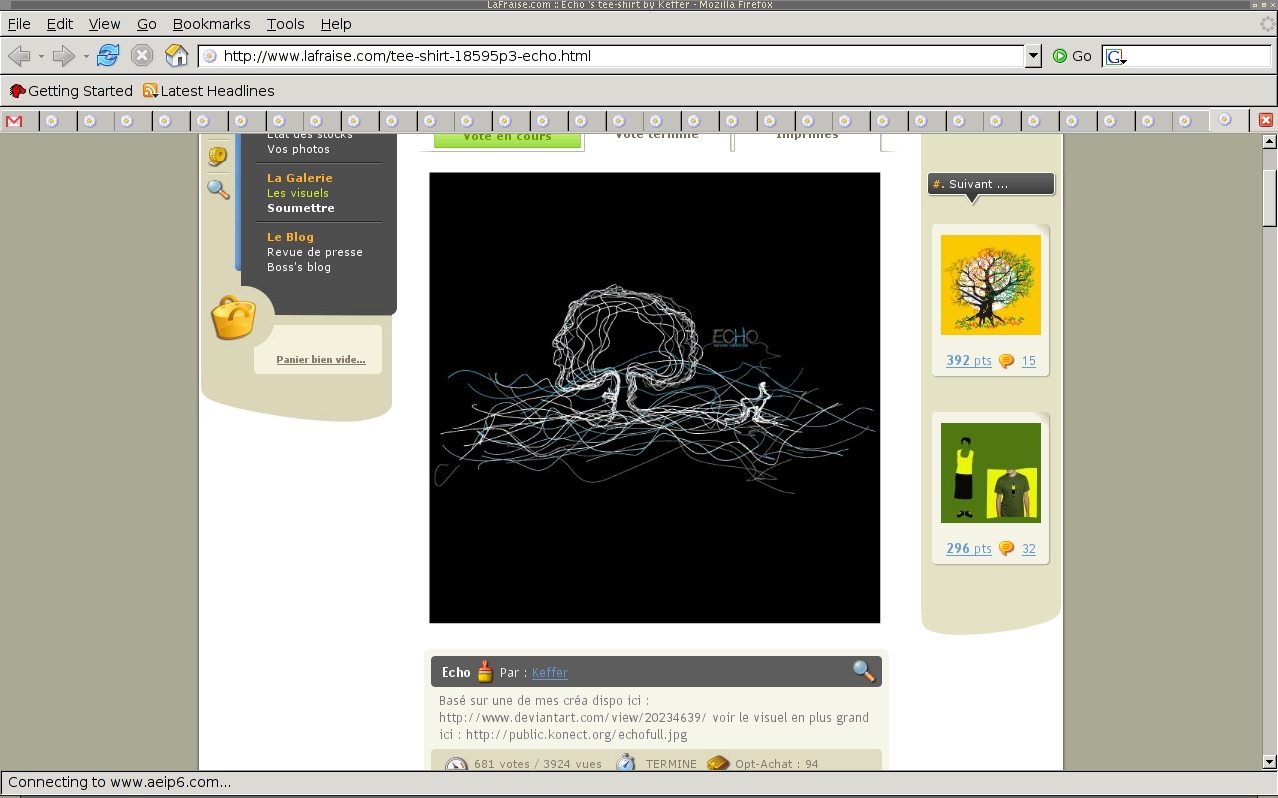 LaFraise.com :: Echo 's tee-shirt by Keffer - Mozilla Firefox
File Edit View Go Bookmarks Tools Help
http://www.lafraise.com/tee-shirt-18595p3-echo.html Go
Getting Started Latest Headlines
Etat des stocks
Vos photos
La Galerie
Les visuels
Soumettre
Le Blog
Revue de presse
Boss's blog
Panier bien vide...
Vote en cours Vote terminé Imprimés
ECHO
#. Suivant ...
392 pts 15
296 pts 32
Echo Par : Keffer
Basé sur une de mes créa dispo ici :
http://www.deviantart.com/view/20234639/ voir le visuel en plus grand
ici : http://public.konect.org/echofull.jpg
681 votes / 3924 vues TERMINE Opt-Achat : 94
Connecting to www.aeip6.com...